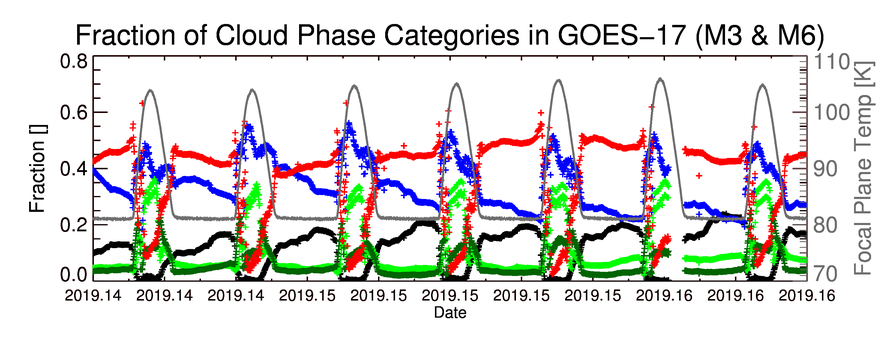 Fraction of Cloud Phase Categories in GOES−17 (M3 & M6)
0.8
0.6
0.4
0.2
0.0
Fraction []
110
100
90
80
70
Focal Plane Temp [K]
2019.14 2019.14 2019.14 2019.15 2019.15 2019.15 2019.15 2019.15 2019.16 2019.16 2019.16
Date